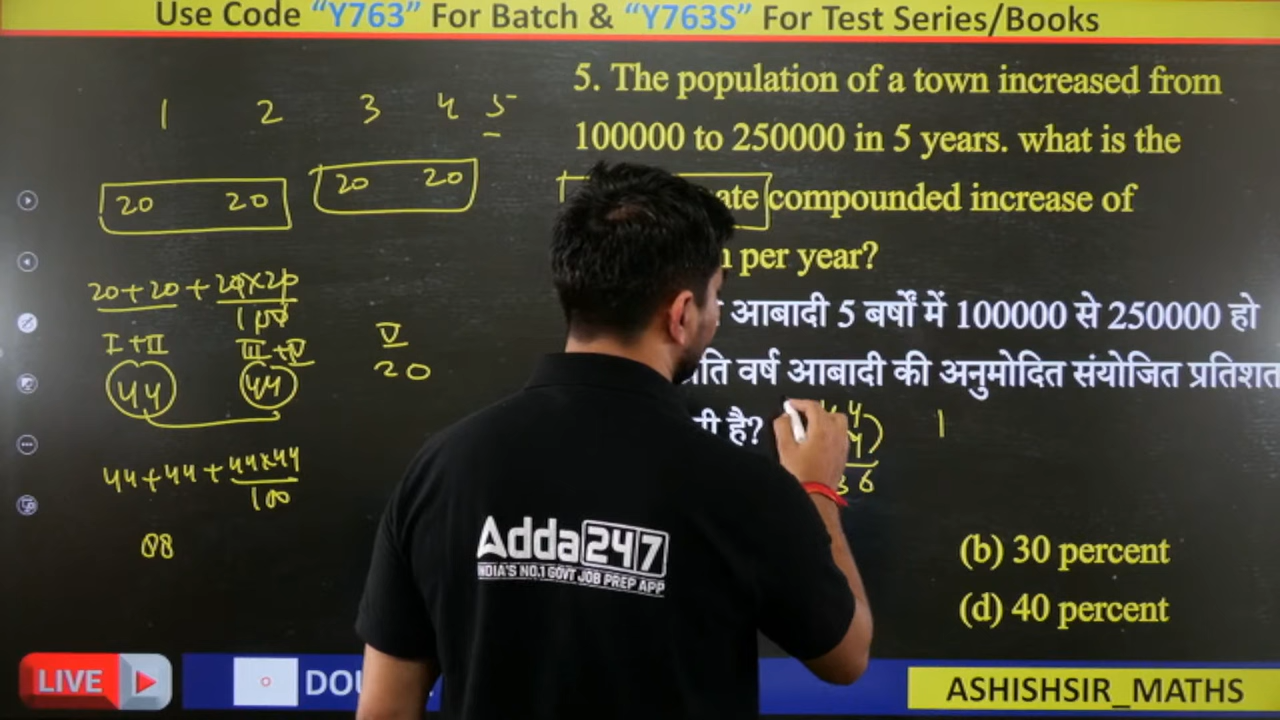 Use Code “Y763” For Batch & “Y763S” For Test Series/Books
5. The population of a town increased from
100000 to 250000 in 5 years. what is the
compounded increase of
per year?
आबादी 5 वर्षों में 100000 से 250000 हो
वर्ष आबादी की अनुमोदित संयोजित प्रतिशत
है?
(b) 30 percent
(d) 40 percent
1 2 3 4 5
20 20 20 20
20+20+20×20
100
I+II III+IV V
44 44 20
44+44+44×44
100
88
1
Adda247
INDIA'S NO.1 GOVT JOB PREP APP
LIVE
ASHISHSIR_MATHS